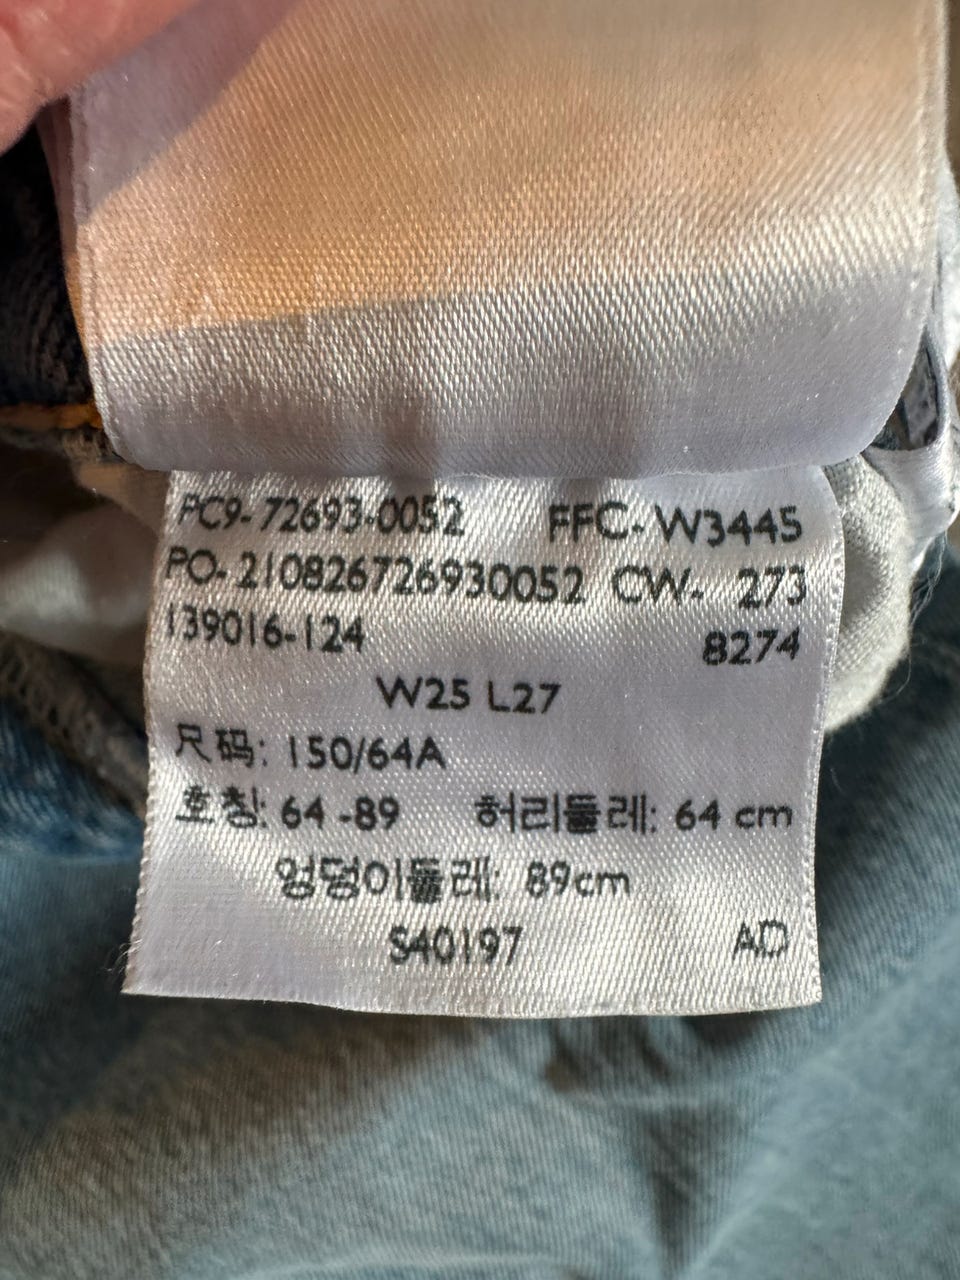 PC9-72693-0052 FFC-W3445
PO-210826726930052 CW- 273
139016-124 8274
W25 L27
尺码: 150/64A
호칭: 64 -89 허리둘레: 64 cm
엉덩이둘레: 89cm
S40197 AD